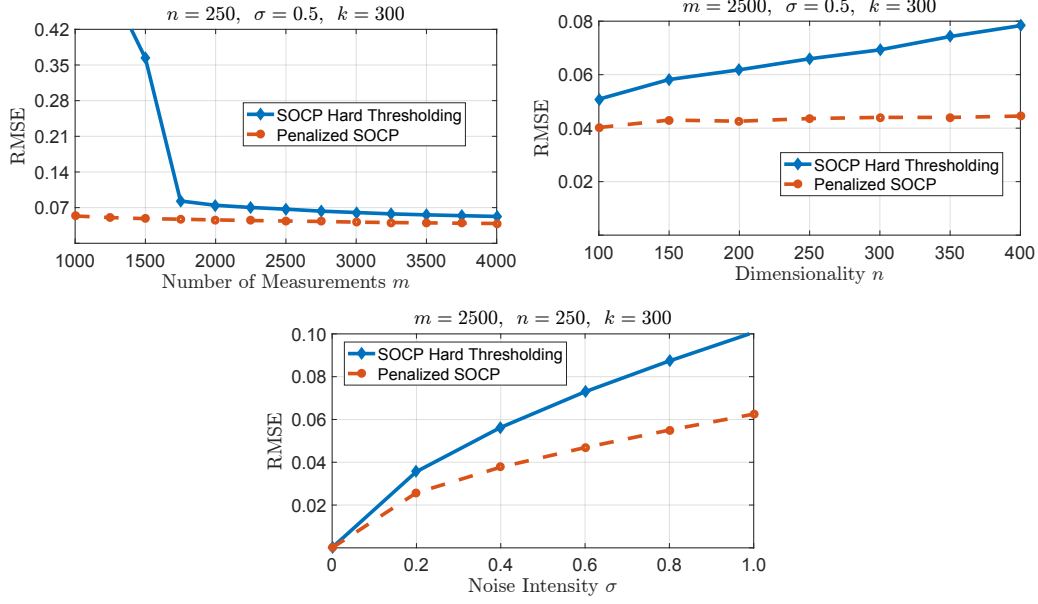 n = 250, σ = 0.5, k = 300
0.42
0.35
0.28
0.21
0.14
0.07
RMSE
SOCP Hard Thresholding
Penalized SOCP
1000 1500 2000 2500 3000 3500 4000
Number of Measurements m
m = 2500, σ = 0.5, k = 300
0.08
0.06
0.04
0.02
RMSE
SOCP Hard Thresholding
Penalized SOCP
100 150 200 250 300 350 400
Dimensionality n
m = 2500, n = 250, k = 300
0.10
0.08
0.06
0.04
0.02
RMSE
SOCP Hard Thresholding
Penalized SOCP
0 0.2 0.4 0.6 0.8 1.0
Noise Intensity σ